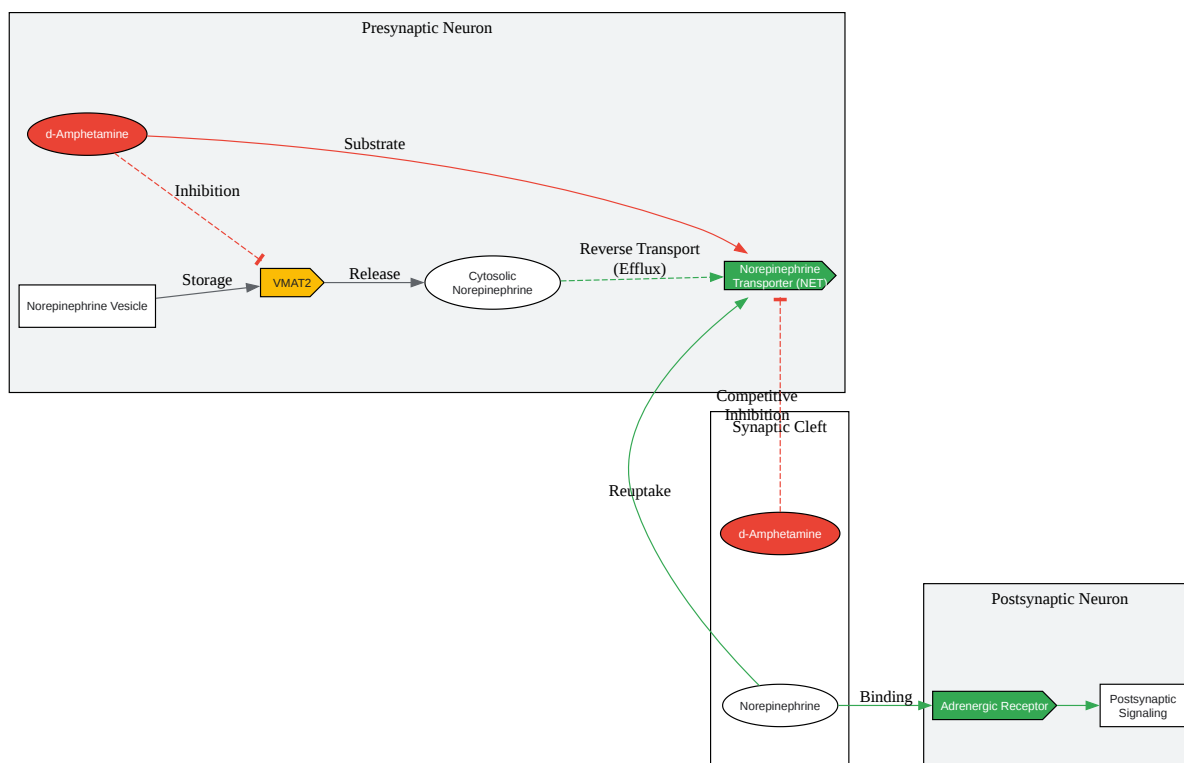 Presynaptic Neuron
d-Amphetamine
Substrate
Inhibition
Reverse Transport
(Efflux)
Norepinephrine
Transporter (NET)
Storage
VMAT2
Release
Cytosolic
Norepinephrine
Norepinephrine Vesicle
Competitive
Inhibition
Synaptic Cleft
Reuptake
d-Amphetamine
Postsynaptic Neuron
Norepinephrine
Binding
Adrenergic Receptor
Postsynaptic
Signaling